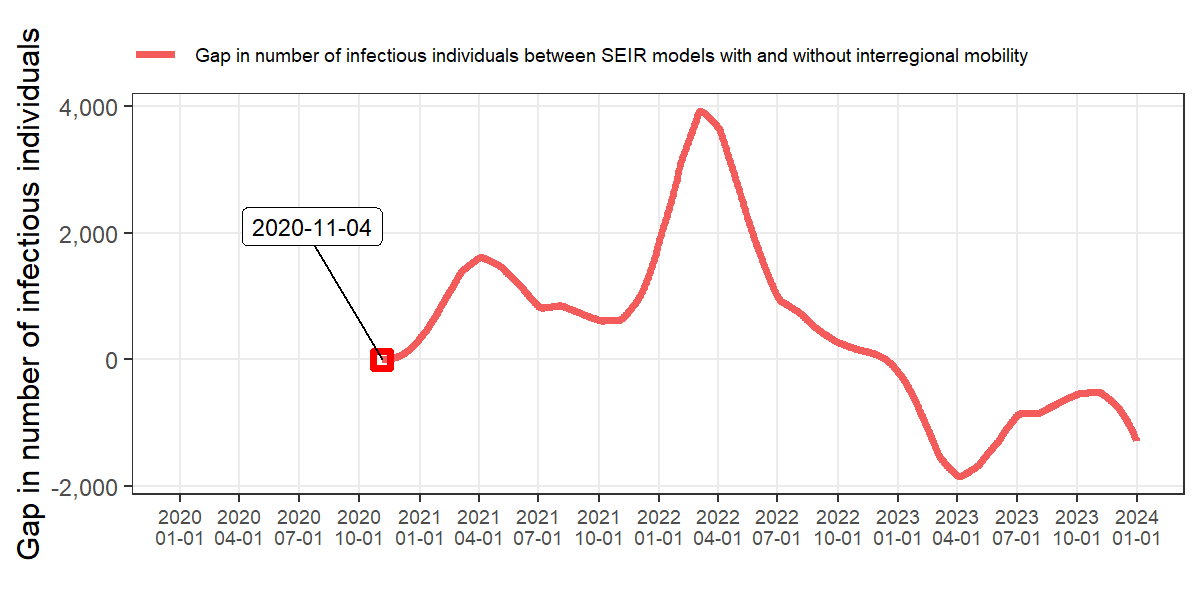 Gap in number of infectious individuals between SEIR models with and without interregional mobility
Gap in number of infectious individuals
4,000
2,000
0
-2,000
2020-11-04
2020 2020 2020 2020 2021 2021 2021 2021 2022 2022 2022 2022 2023 2023 2023 2023 2024
01-01 04-01 07-01 10-01 01-01 04-01 07-01 10-01 01-01 04-01 07-01 10-01 01-01 04-01 07-01 10-01 01-01